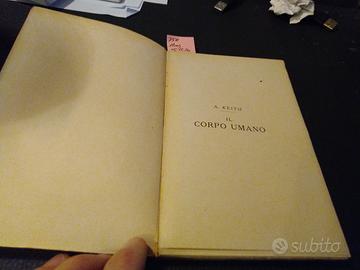 A. KEITH
IL
CORPO UMANO
subito